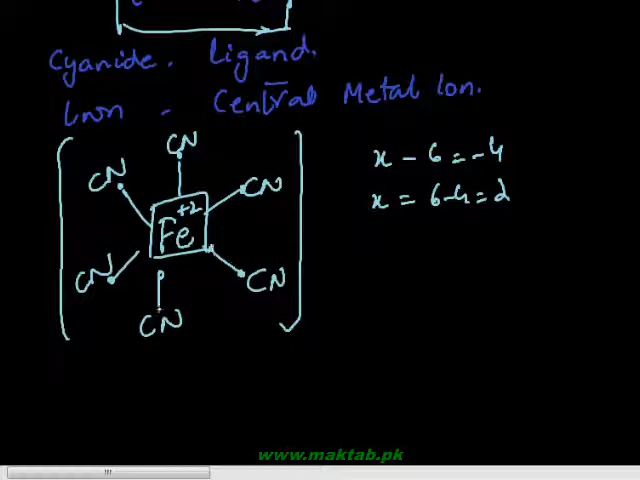 Cyanide. Ligand.
Iron - Central Metal Ion.
CN
CN
CN
Fe+2
CN
CN
CN
x - 6 = -4
x = 6-4 = 2
www.maktab.pk